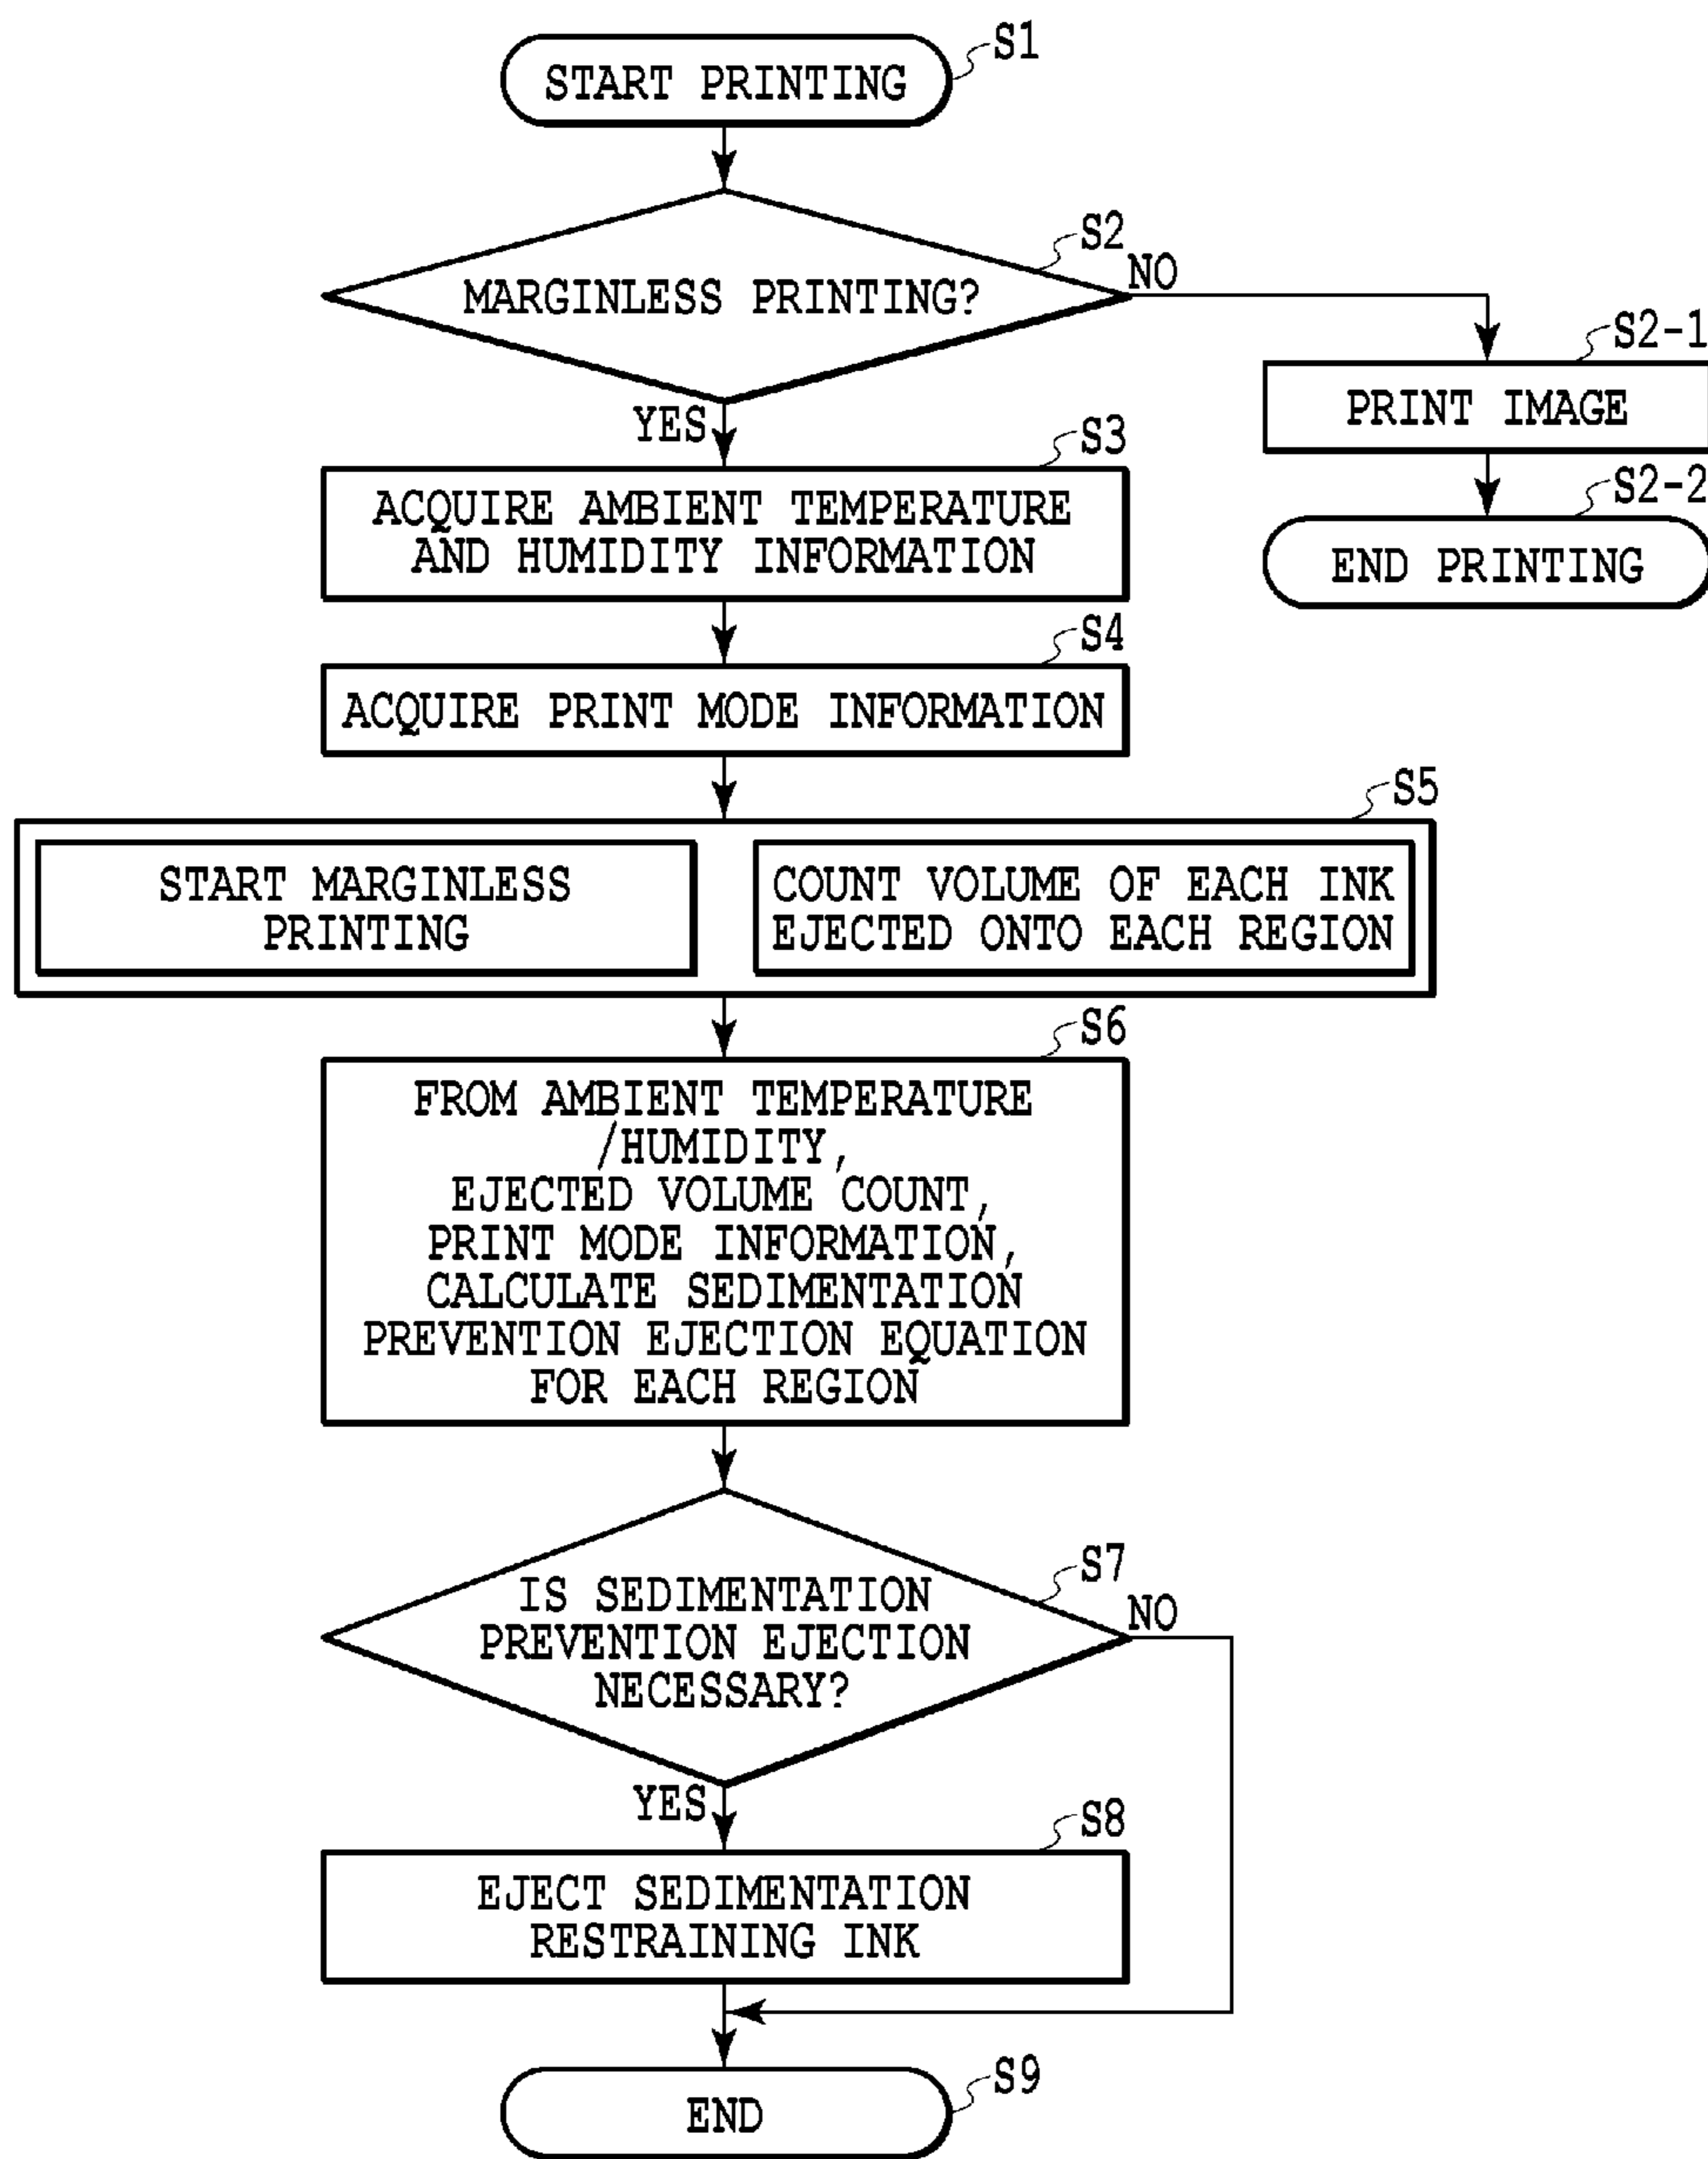 START PRINTING
S1
S2
MARGINLESS PRINTING?
NO
S2-1
PRINT IMAGE
S2-2
END PRINTING
YES
S3
ACQUIRE AMBIENT TEMPERATURE
AND HUMIDITY INFORMATION
S4
ACQUIRE PRINT MODE INFORMATION
S5
START MARGINLESS
PRINTING
COUNT VOLUME OF EACH INK
EJECTED ONTO EACH REGION
S6
FROM AMBIENT TEMPERATURE
/HUMIDITY,
EJECTED VOLUME COUNT,
PRINT MODE INFORMATION,
CALCULATE SEDIMENTATION
PREVENTION EJECTION EQUATION
FOR EACH REGION
S7
IS SEDIMENTATION
PREVENTION EJECTION
NECESSARY?
NO
YES
S8
EJECT SEDIMENTATION
RESTRAINING INK
S9
END